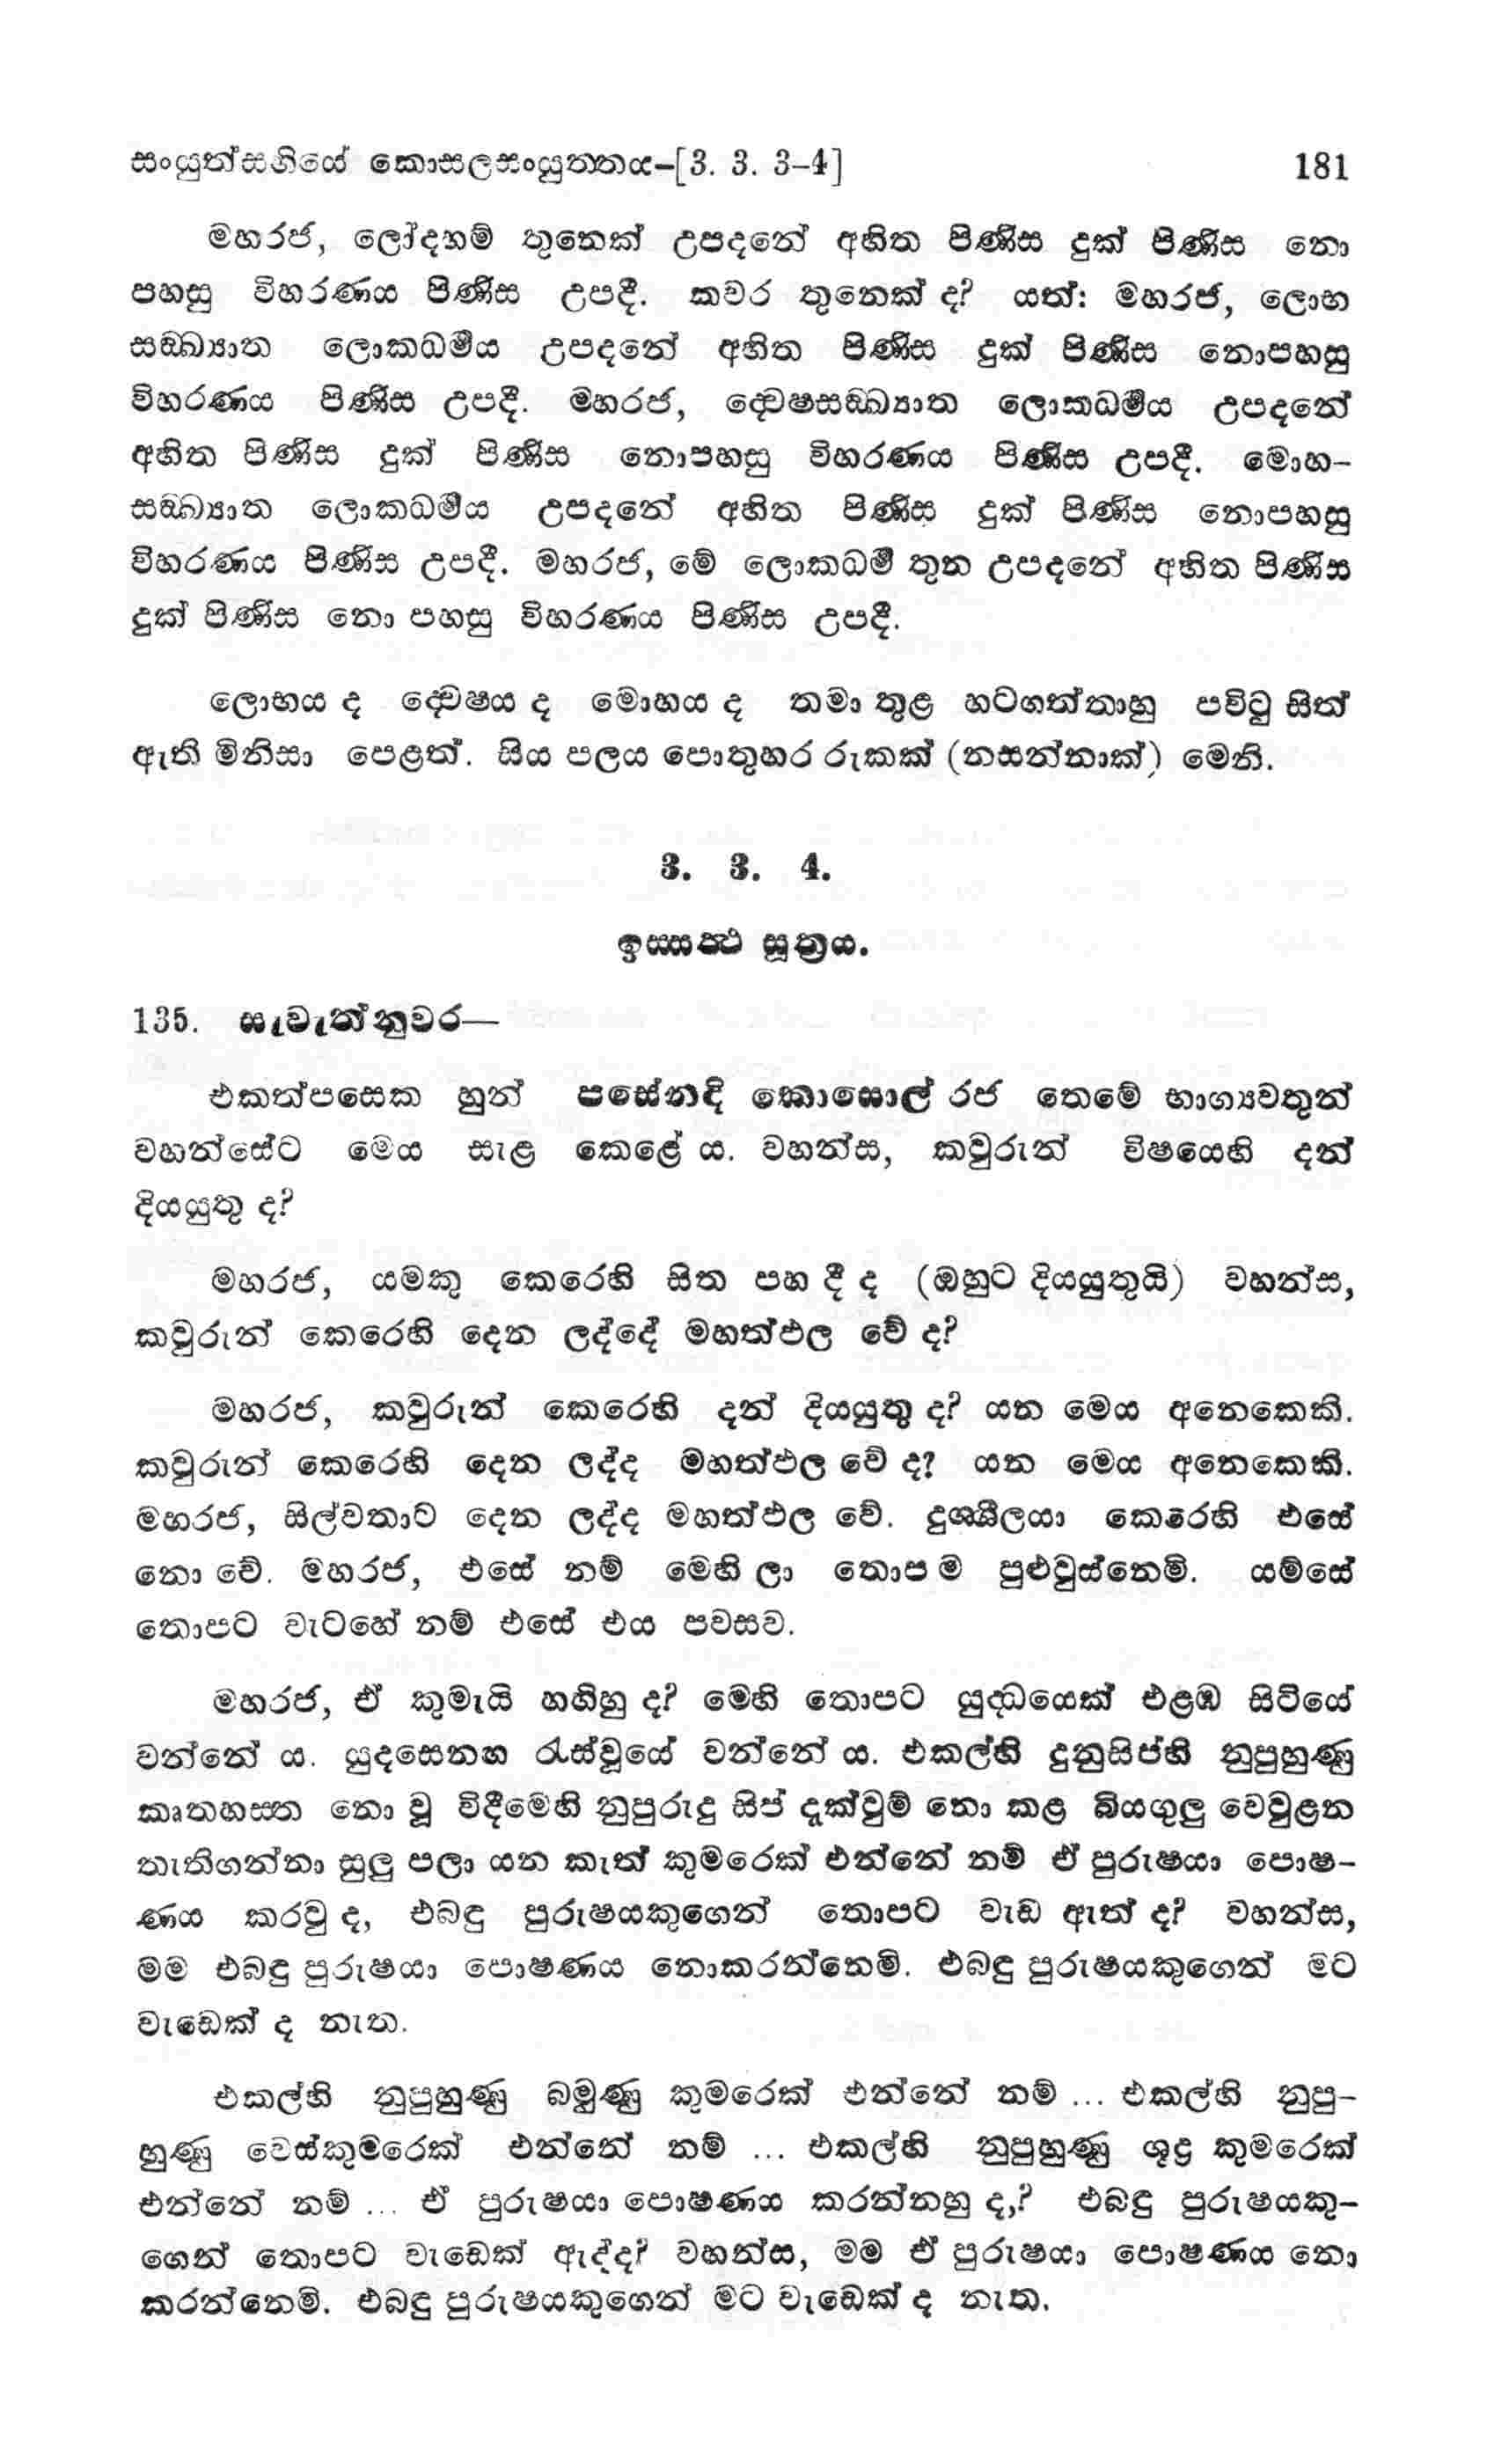 සංයුත්සඟියේ කොසලසංයුත්තය-[3. 3. 3-4] 181
මහරජ, ලෝදහම් තුනෙක් උපදනේ අහිත පිණිස දුක් පිණිස නො
පහසු විහරණය පිණිස උපදී. කවර තුනෙක් ද? යත්: මහරජ, ලොභ
සඞ්ඛ්‍යාත ලොකධර්‍මය උපදනේ අහිත පිණිස දුක් පිණිස නොපහසු
විහරණය පිණිස උපදී. මහරජ, ද්වේෂසඞ්ඛ්‍යාත ලොකධර්‍මය උපදනේ
අහිත පිණිස දුක් පිණිස නොපහසු විහරණය පිණිස උපදී. මොහ-
සඞ්ඛ්‍යාත ලොකධර්‍මය උපදනේ අහිත පිණිස දුක් පිණිස නොපහසු
විහරණය පිණිස උපදී. මහරජ, මේ ලොකධර්‍ම තුන උපදනේ අහිත පිණිස
දුක් පිණිස නො පහසු විහරණය පිණිස උපදී.
ලොභය ද ද්වේෂය ද මොහය ද තමා තුළ හටගත්තාහු පවිටු සිත්
ඇති මිනිසා පෙළත්. සිය පලය පොතුහර රුකක් (නසන්නාක්) මෙනි.
3. 3. 4.
ඉස්සත්ථ සූත්‍රය.
135. සැවැත්නුවර—
එකත්පසෙක හුන් පසේනදි කොසොල් රජ තෙමේ භාග්‍යවතුන්
වහන්සේට මෙය සැළ කෙළේ ය. වහන්ස, කවුරුන් විෂයෙහි දන්
දියයුතු ද?
මහරජ, යමකු කෙරෙහි සිත පහ දී ද (ඔහුට දියයුතුයි) වහන්ස,
කවුරුන් කෙරෙහි දෙන ලද්දේ මහත්ඵල වේ ද?
මහරජ, කවුරුන් කෙරෙහි දන් දියයුතු ද? යන මෙය අනෙකෙකි.
කවුරුන් කෙරෙහි දෙන ලද්ද මහත්ඵල වේ ද? යන මෙය අනෙකෙකි.
මහරජ, සිල්වතාට දෙන ලද්ද මහත්ඵල වේ. දුශ්ශීලයා කෙරෙහි එසේ
නො වේ. මහරජ, එසේ නම් මෙහි ලා තොප ම පුළුවුස්නෙමි. යම්සේ
තොපට වැටහේ නම් එසේ එය පවසව.
මහරජ, ඒ කුමැයි හඟිහු ද? මෙහි තොපට යුද්ධයෙක් එළඹ සිටියේ
වන්නේ ය. යුදසෙනඟ රැස්වූයේ වන්නේ ය. එකල්හි දුනුසිප්හි නුපුහුණු
කෘතහස්ත නො වූ විදීමෙහි නුපුරුදු සිප් දැක්වුම් නො කළ බියගුලු වෙවුළන
තැතිගන්නා සුලු පලා යන කැත් කුමරෙක් එන්නේ නම් ඒ පුරුෂයා පොෂ-
ණය කරවු ද, එබඳු පුරුෂයකුගෙන් තොපට වැඩ ඇත් ද? වහන්ස,
මම එබඳු පුරුෂයා පොෂණය නොකරන්නෙමි. එබඳු පුරුෂයකුගෙන් මට
වැඩෙක් ද නැත.
එකල්හි නුපුහුණු බමුණු කුමරෙක් එන්නේ නම් ... එකල්හි නුපු-
හුණු වෙස්කුමරෙක් එන්නේ නම් ... එකල්හි නුපුහුණු ශූද්‍ර කුමරෙක්
එන්නේ නම් ... ඒ පුරුෂයා පොෂණය කරන්නහු ද,? එබඳු පුරුෂයකු-
ගෙන් තොපට වැඩෙක් ඇද්ද? වහන්ස, මම ඒ පුරුෂයා පොෂණය නො
කරන්නෙමි. එබඳු පුරුෂයකුගෙන් මට වැඩෙක් ද නැත.